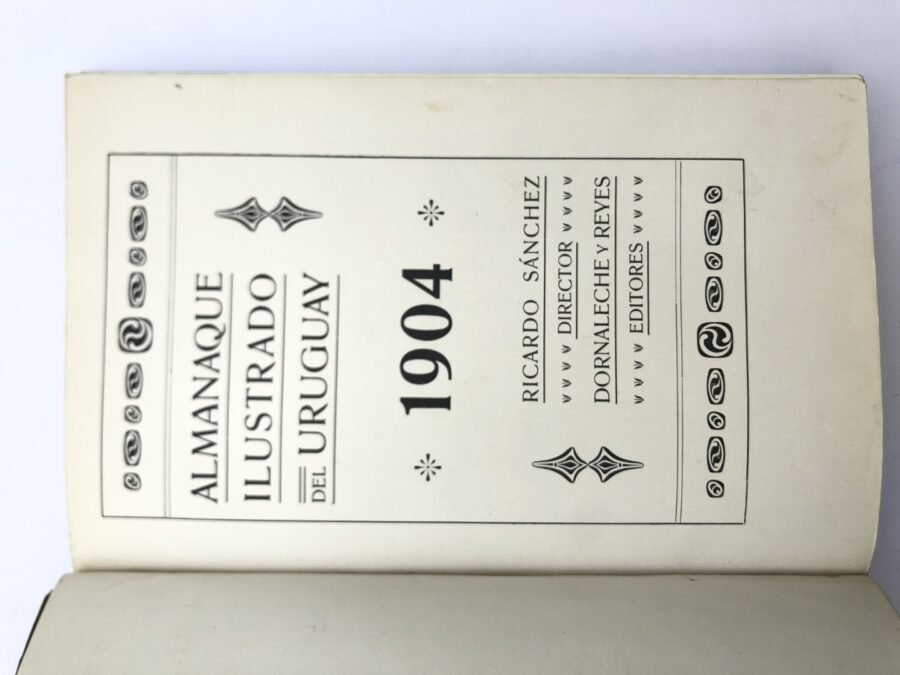 ALMANAQUE
ILUSTRADO
DEL URUGUAY
1904
RICARDO SÁNCHEZ
DIRECTOR
DORNALECHE Y REYES
EDITORES